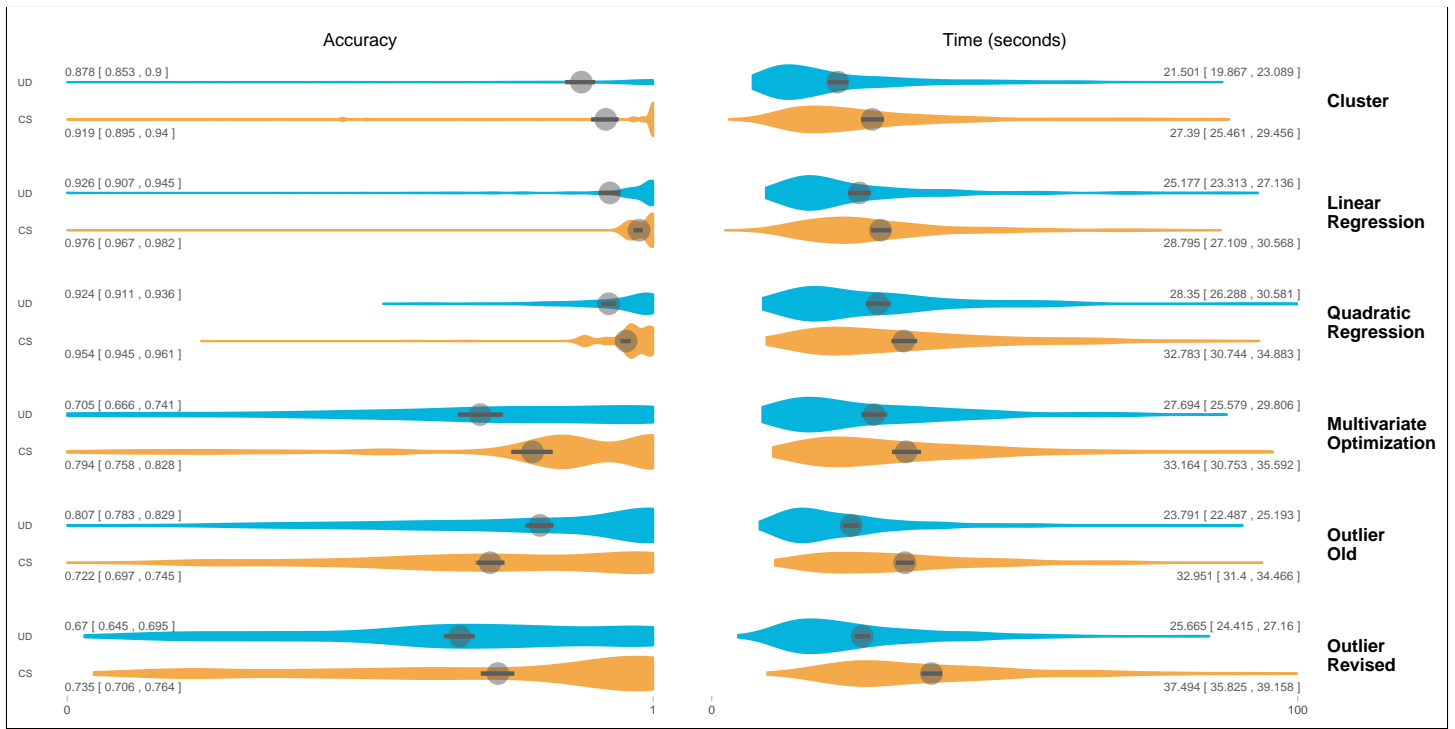 Accuracy
Time (seconds)
UD
0.878 [ 0.853 , 0.9 ]
21.501 [ 19.867 , 23.089 ]
CS
0.919 [ 0.895 , 0.94 ]
27.39 [ 25.461 , 29.456 ]
Cluster
UD
0.926 [ 0.907 , 0.945 ]
25.177 [ 23.313 , 27.136 ]
CS
0.976 [ 0.967 , 0.982 ]
28.795 [ 27.109 , 30.568 ]
Linear
Regression
UD
0.924 [ 0.911 , 0.936 ]
28.35 [ 26.288 , 30.581 ]
CS
0.954 [ 0.945 , 0.961 ]
32.783 [ 30.744 , 34.883 ]
Quadratic
Regression
UD
0.705 [ 0.666 , 0.741 ]
27.694 [ 25.579 , 29.806 ]
CS
0.794 [ 0.758 , 0.828 ]
33.164 [ 30.753 , 35.592 ]
Multivariate
Optimization
UD
0.807 [ 0.783 , 0.829 ]
23.791 [ 22.487 , 25.193 ]
CS
0.722 [ 0.697 , 0.745 ]
32.951 [ 31.4 , 34.466 ]
Outlier
Old
UD
0.67 [ 0.645 , 0.695 ]
25.665 [ 24.415 , 27.16 ]
CS
0.735 [ 0.706 , 0.764 ]
37.494 [ 35.825 , 39.158 ]
Outlier
Revised
0
1
0
100